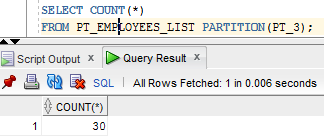 SELECT COUNT(*)
FROM PT_EMPLOYEES_LIST PARTITION(PT_3);
Script Output × Query Result ×
SQL | All Rows Fetched: 1 in 0.006 seconds
COUNT(*)
1 30